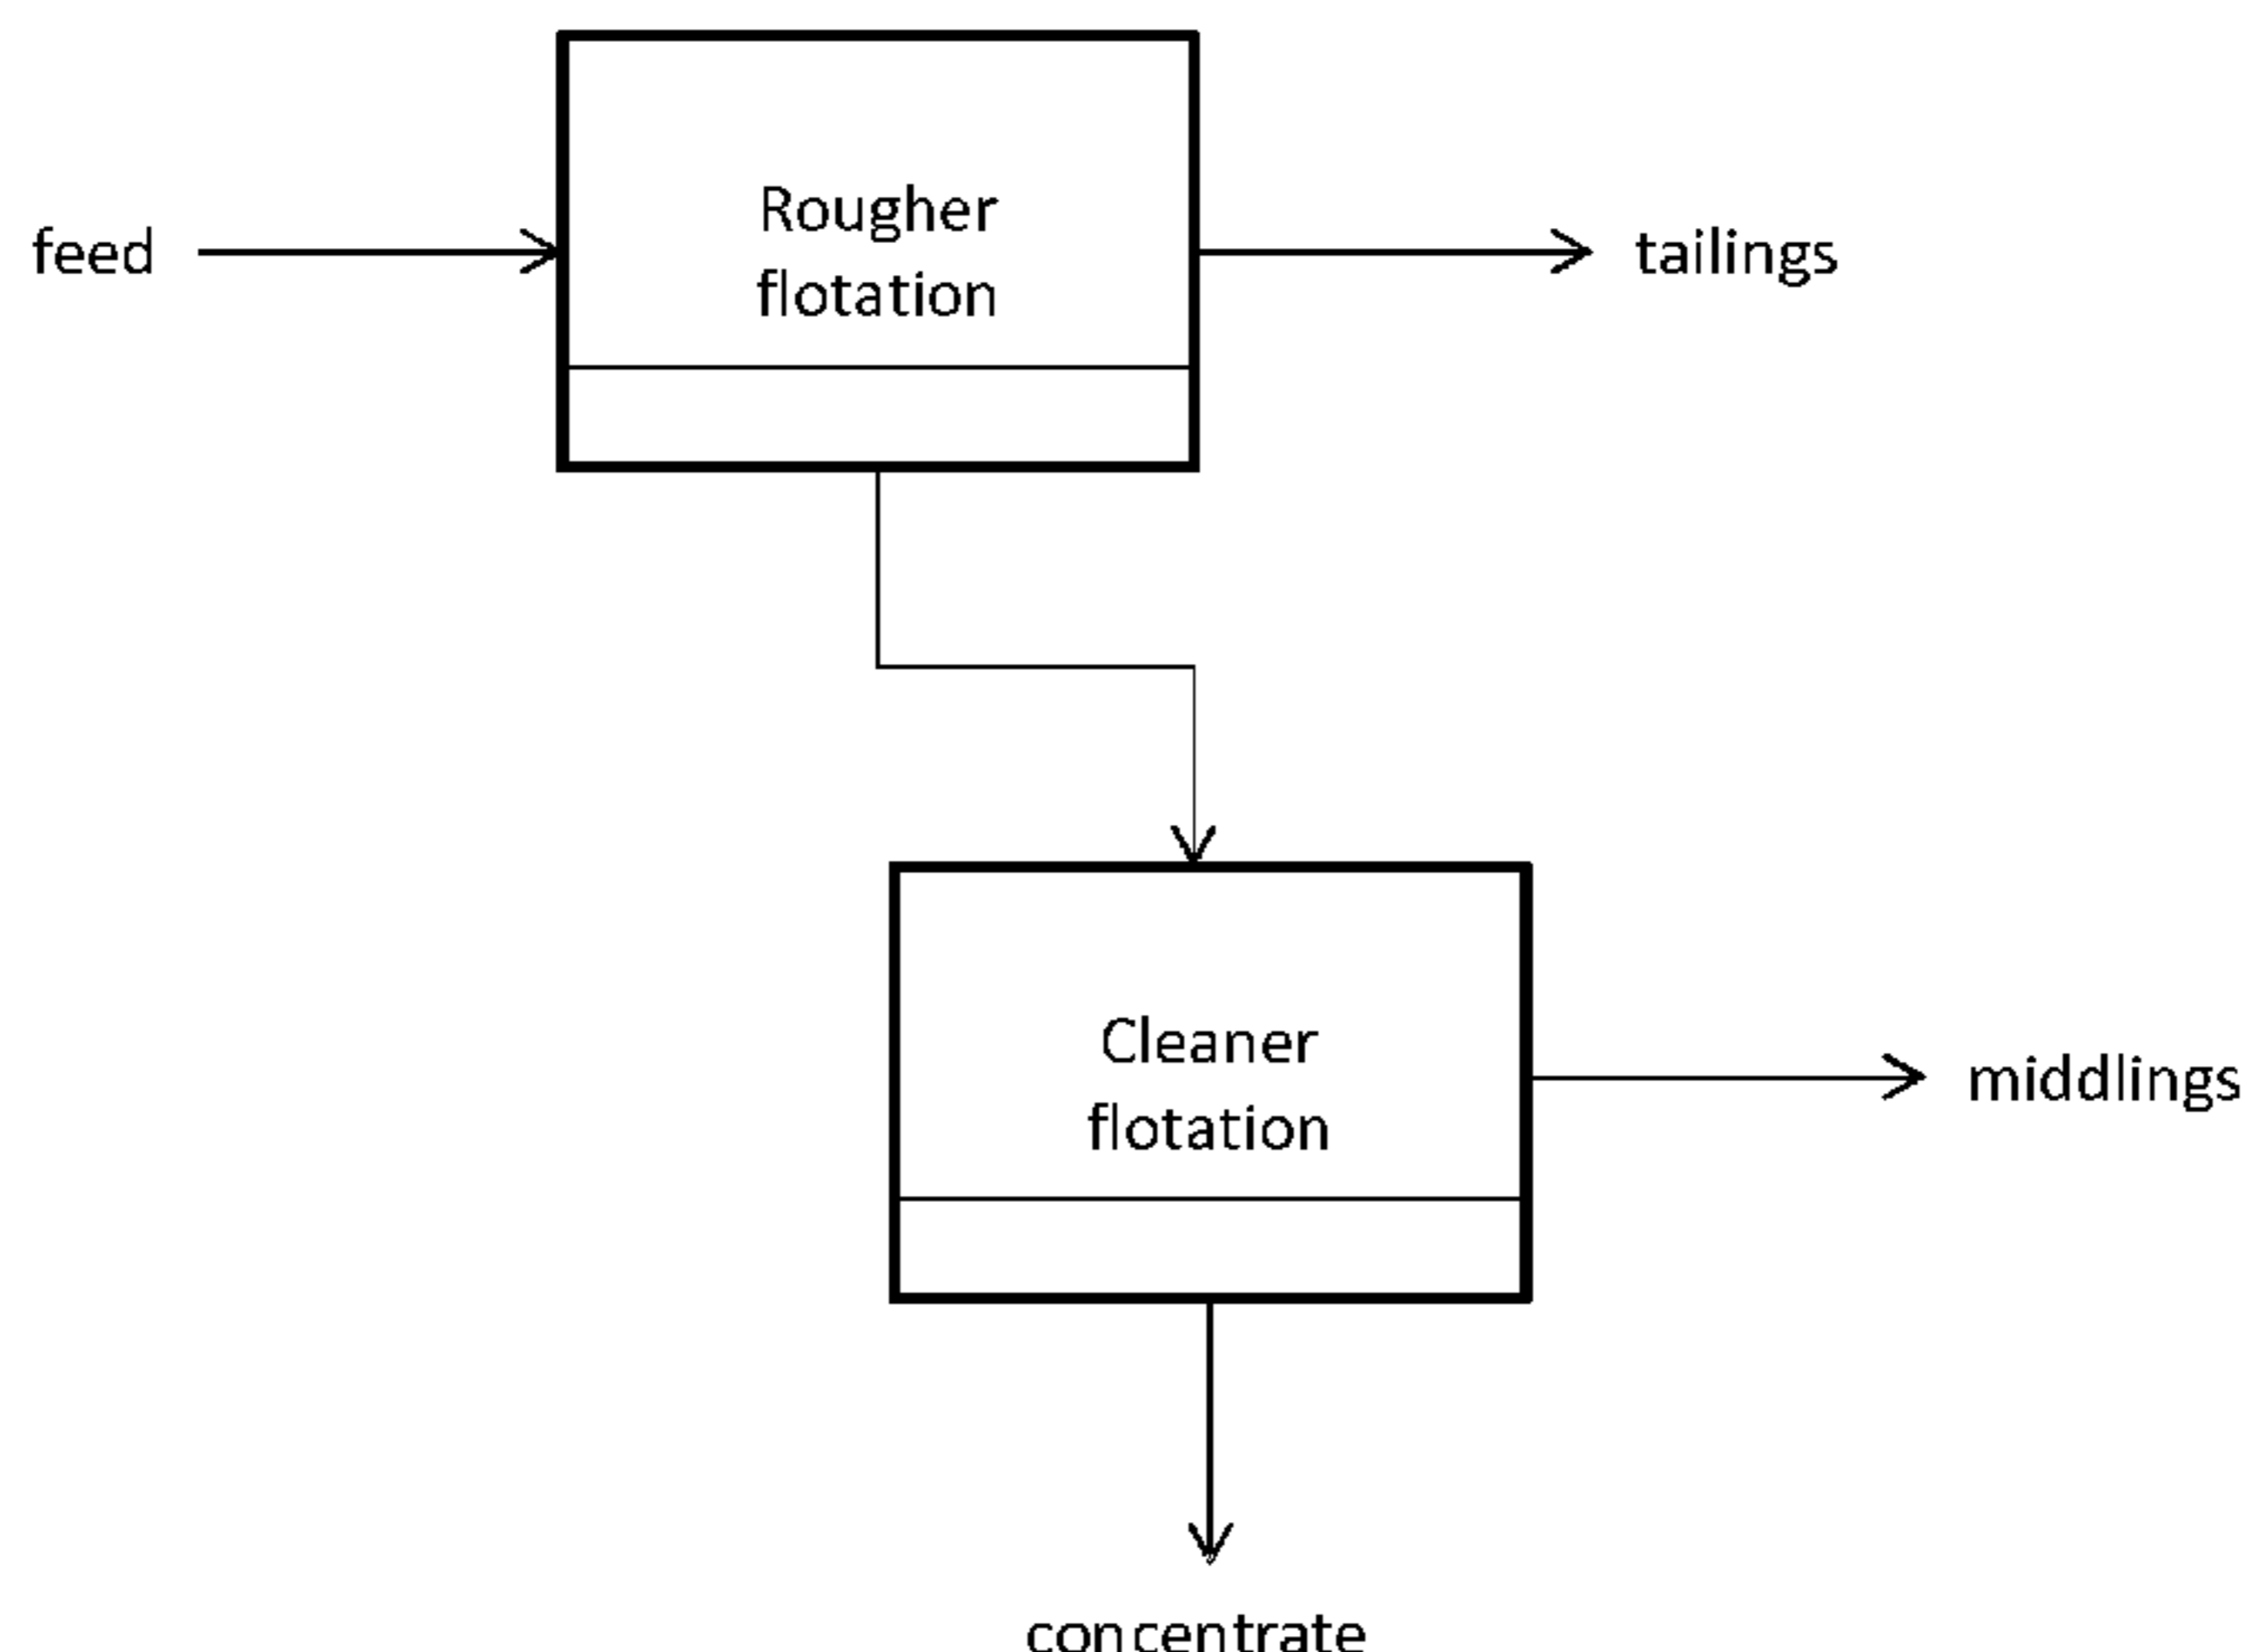 feed
Rougher
flotation
tailings
Cleaner
flotation
middlings
concentrate